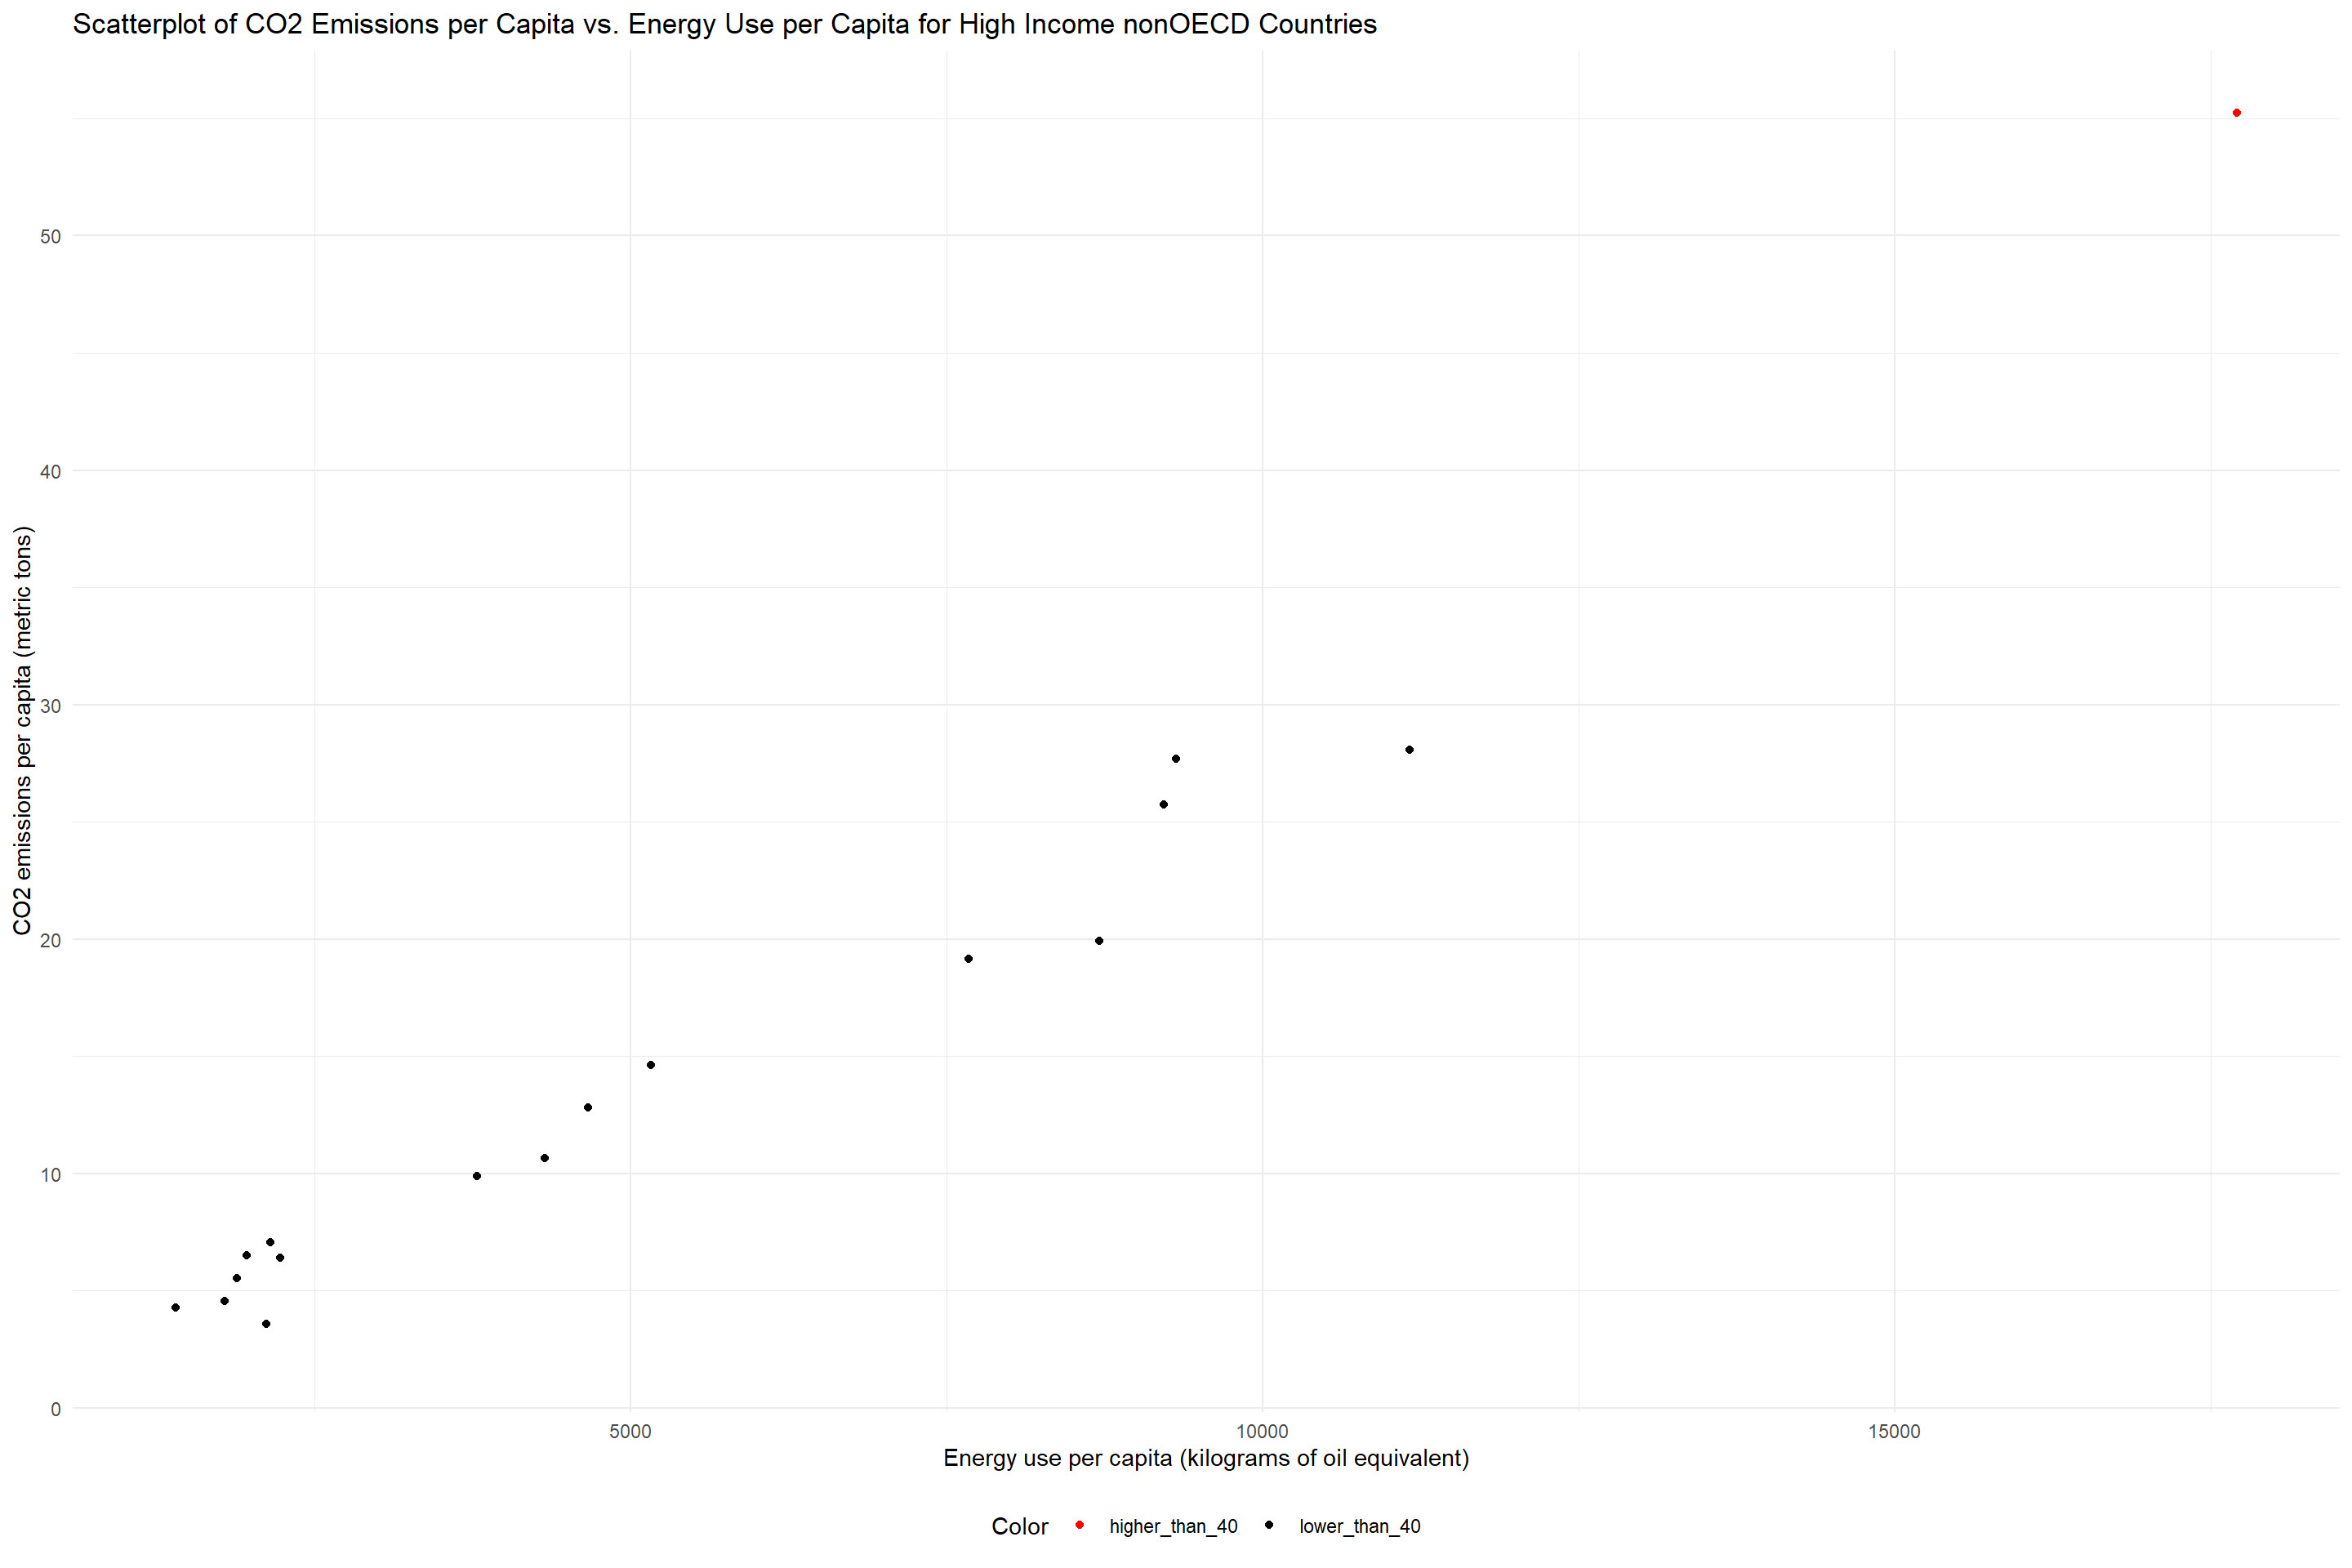 Scatterplot of CO2 Emissions per Capita vs. Energy Use per Capita for High Income nonOECD Countries
CO2 emissions per capita (metric tons)
50
40
30
20
10
0
5000 10000 15000
Energy use per capita (kilograms of oil equivalent)
Color higher_than_40 lower_than_40